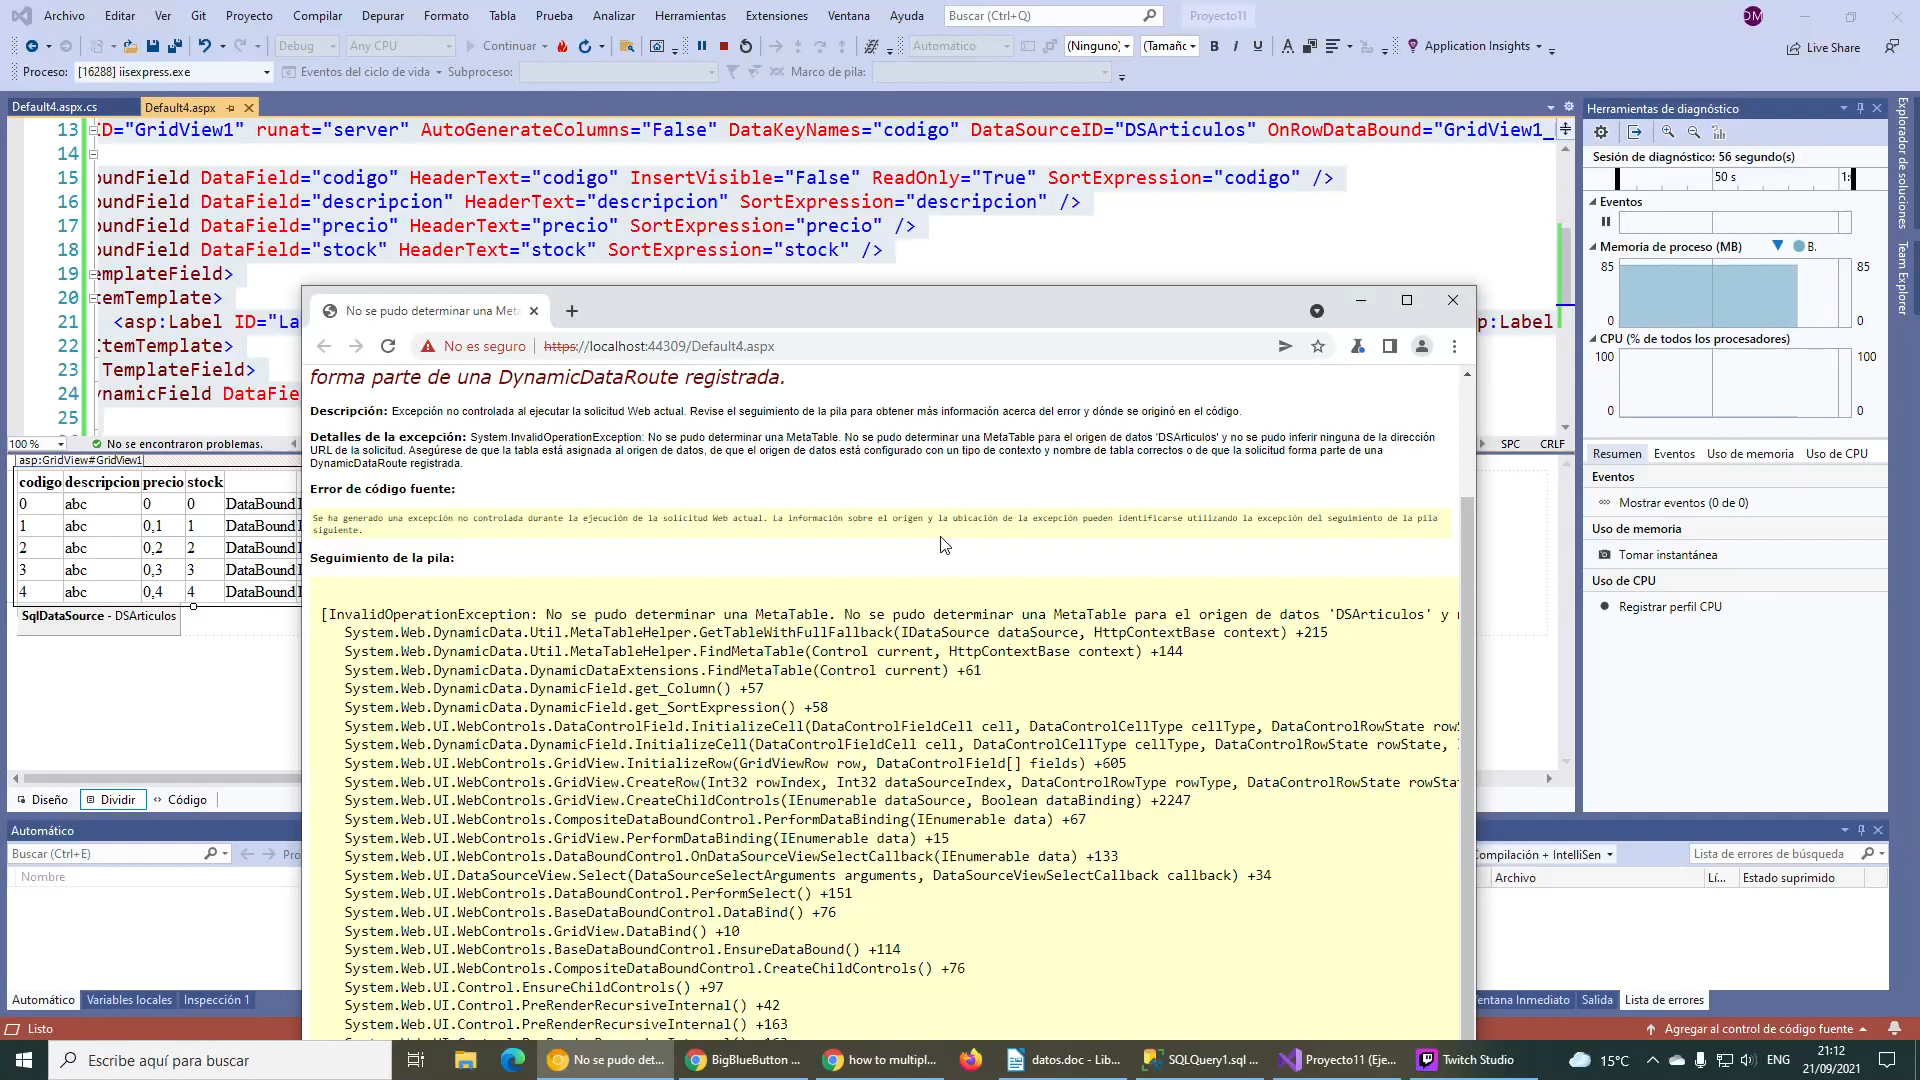 Archivo Editar Ver Git Proyecto Compilar Depurar Formato Tabla Prueba Analizar Herramientas Extensiones Ventana Ayuda Buscar (Ctrl+Q) Proyecto11 DM
Debug Any CPU Continuar Automático (Ninguno) (Tamañc B I U A Application Insights Live Share
Proceso: [16288] iisexpress.exe Eventos del ciclo de vida Subproceso: Marco de pila:
Default4.aspx.cs Default4.aspx
13 ID="GridView1" runat="server" AutoGenerateColumns="False" DataKeyNames="codigo" DataSourceID="DSArticulos" OnRowDataBound="GridView1_
14
15 oundField DataField="codigo" HeaderText="codigo" InsertVisible="False" ReadOnly="True" SortExpression="codigo" />
16 oundField DataField="descripcion" HeaderText="descripcion" SortExpression="descripcion" />
17 oundField DataField="precio" HeaderText="precio" SortExpression="precio" />
18 oundField DataField="stock" HeaderText="stock" SortExpression="stock" />
19 emplateField>
20 temTemplate>
21 <asp:Label ID="La p:Label
22 ItemTemplate>
23 TemplateField>
24 ynamicField DataFie
25
100 % No se encontraron problemas. SPC CRLF
asp:GridView#GridView1
codigo descripcion precio stock
0 abc 0 0 DataBound
1 abc 0,1 1 DataBound
2 abc 0,2 2 DataBound
3 abc 0,3 3 DataBound
4 abc 0,4 4 DataBound
SqlDataSource - DSArticulos
Diseño Dividir Código
Automático
Buscar (Ctrl+E) Pro
Nombre
Automático Variables locales Inspección 1
Listo
No se pudo determinar una Meta
No es seguro https://localhost:44309/Default4.aspx
forma parte de una DynamicDataRoute registrada.
Descripción: Excepción no controlada al ejecutar la solicitud Web actual. Revise el seguimiento de la pila para obtener más información acerca del error y dónde se originó en el código.
Detalles de la excepción: System.InvalidOperationException: No se pudo determinar una MetaTable. No se pudo determinar una MetaTable para el origen de datos 'DSArticulos' y no se pudo inferir ninguna de la dirección
URL de la solicitud. Asegúrese de que la tabla está asignada al origen de datos, de que el origen de datos está configurado con un tipo de contexto y nombre de tabla correctos o de que la solicitud forma parte de una
DynamicDataRoute registrada.
Error de código fuente:
Se ha generado una excepción no controlada durante la ejecución de la solicitud Web actual. La información sobre el origen y la ubicación de la excepción pueden identificarse utilizando la excepción del seguimiento de la pila
siguiente.
Seguimiento de la pila:
[InvalidOperationException: No se pudo determinar una MetaTable. No se pudo determinar una MetaTable para el origen de datos 'DSArticulos' y
System.Web.DynamicData.Util.MetaTableHelper.GetTableWithFullFallback(IDataSource dataSource, HttpContextBase context) +215
System.Web.DynamicData.Util.MetaTableHelper.FindMetaTable(Control current, HttpContextBase context) +144
System.Web.DynamicData.DynamicDataExtensions.FindMetaTable(Control current) +61
System.Web.DynamicData.DynamicField.get_Column() +57
System.Web.DynamicData.DynamicField.get_SortExpression() +58
System.Web.UI.WebControls.DataControlField.InitializeCell(DataControlFieldCell cell, DataControlCellType cellType, DataControlRowState row
System.Web.DynamicData.DynamicField.InitializeCell(DataControlFieldCell cell, DataControlCellType cellType, DataControlRowState rowState,
System.Web.UI.WebControls.GridView.InitializeRow(GridViewRow row, DataControlField[] fields) +605
System.Web.UI.WebControls.GridView.CreateRow(Int32 rowIndex, Int32 dataSourceIndex, DataControlRowType rowType, DataControlRowState rowSta
System.Web.UI.WebControls.GridView.CreateChildControls(IEnumerable dataSource, Boolean dataBinding) +2247
System.Web.UI.WebControls.CompositeDataBoundControl.PerformDataBinding(IEnumerable data) +67
System.Web.UI.WebControls.GridView.PerformDataBinding(IEnumerable data) +15
System.Web.UI.WebControls.DataBoundControl.OnDataSourceViewSelectCallback(IEnumerable data) +133
System.Web.UI.DataSourceView.Select(DataSourceSelectArguments arguments, DataSourceViewSelectCallback callback) +34
System.Web.UI.WebControls.DataBoundControl.PerformSelect() +151
System.Web.UI.WebControls.BaseDataBoundControl.DataBind() +76
System.Web.UI.WebControls.GridView.DataBind() +10
System.Web.UI.WebControls.BaseDataBoundControl.EnsureDataBound() +114
System.Web.UI.WebControls.CompositeDataBoundControl.CreateChildControls() +76
System.Web.UI.Control.EnsureChildControls() +97
System.Web.UI.Control.PreRenderRecursiveInternal() +42
System.Web.UI.Control.PreRenderRecursiveInternal() +163
Herramientas de diagnóstico
Sesión de diagnóstico: 56 segundo(s)
50 s
Eventos
Memoria de proceso (MB) B.
85 85
0 0
CPU (% de todos los procesadores)
100 100
0 0
Resumen Eventos Uso de memoria Uso de CPU
Eventos
Mostrar eventos (0 de 0)
Uso de memoria
Tomar instantánea
Uso de CPU
Registrar perfil CPU
Explorador de soluciones
Team Explorer
Compilación + IntelliSen Lista de errores de búsqueda
Archivo Lí... Estado suprimido
entana Inmediato Salida Lista de errores
Agregar al control de código fuente
Escribe aquí para buscar No se pudo det... BigBlueButton ... how to multipl... datos.doc - Lib... SQLQuery1.sql ... Proyecto11 (Eje... Twitch Studio 15°C ENG 21:12
21/09/2021